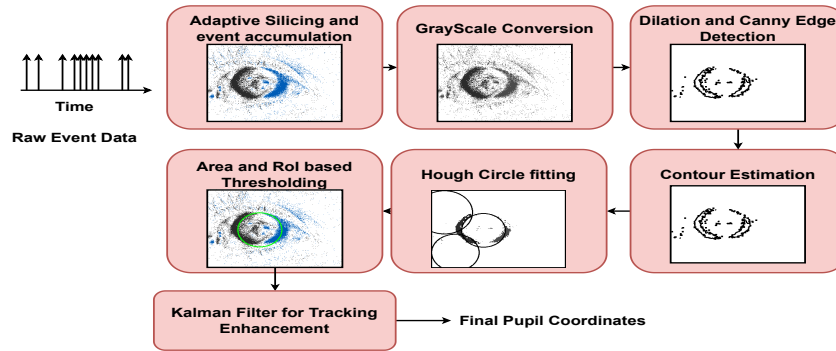 Adaptive Silicing and
event accumulation
GrayScale Conversion
Dilation and Canny Edge
Detection
Time
Raw Event Data
Area and RoI based
Thresholding
Hough Circle fitting
Contour Estimation
Kalman Filter for Tracking
Enhancement
Final Pupil Coordinates